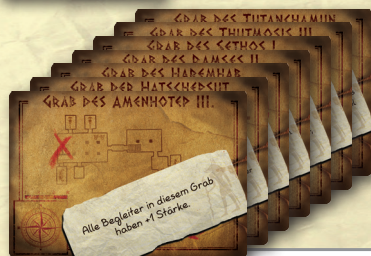 Grab des Tutanchamun
Grab des Thutmosis III.
Grab des Sethos I.
Grab des Ramses II.
Grab des Haremhab
Grab der Hatschepsut
Grab des Amenhotep III.
Alle Begleiter in diesem Grab
haben +1 Stärke.